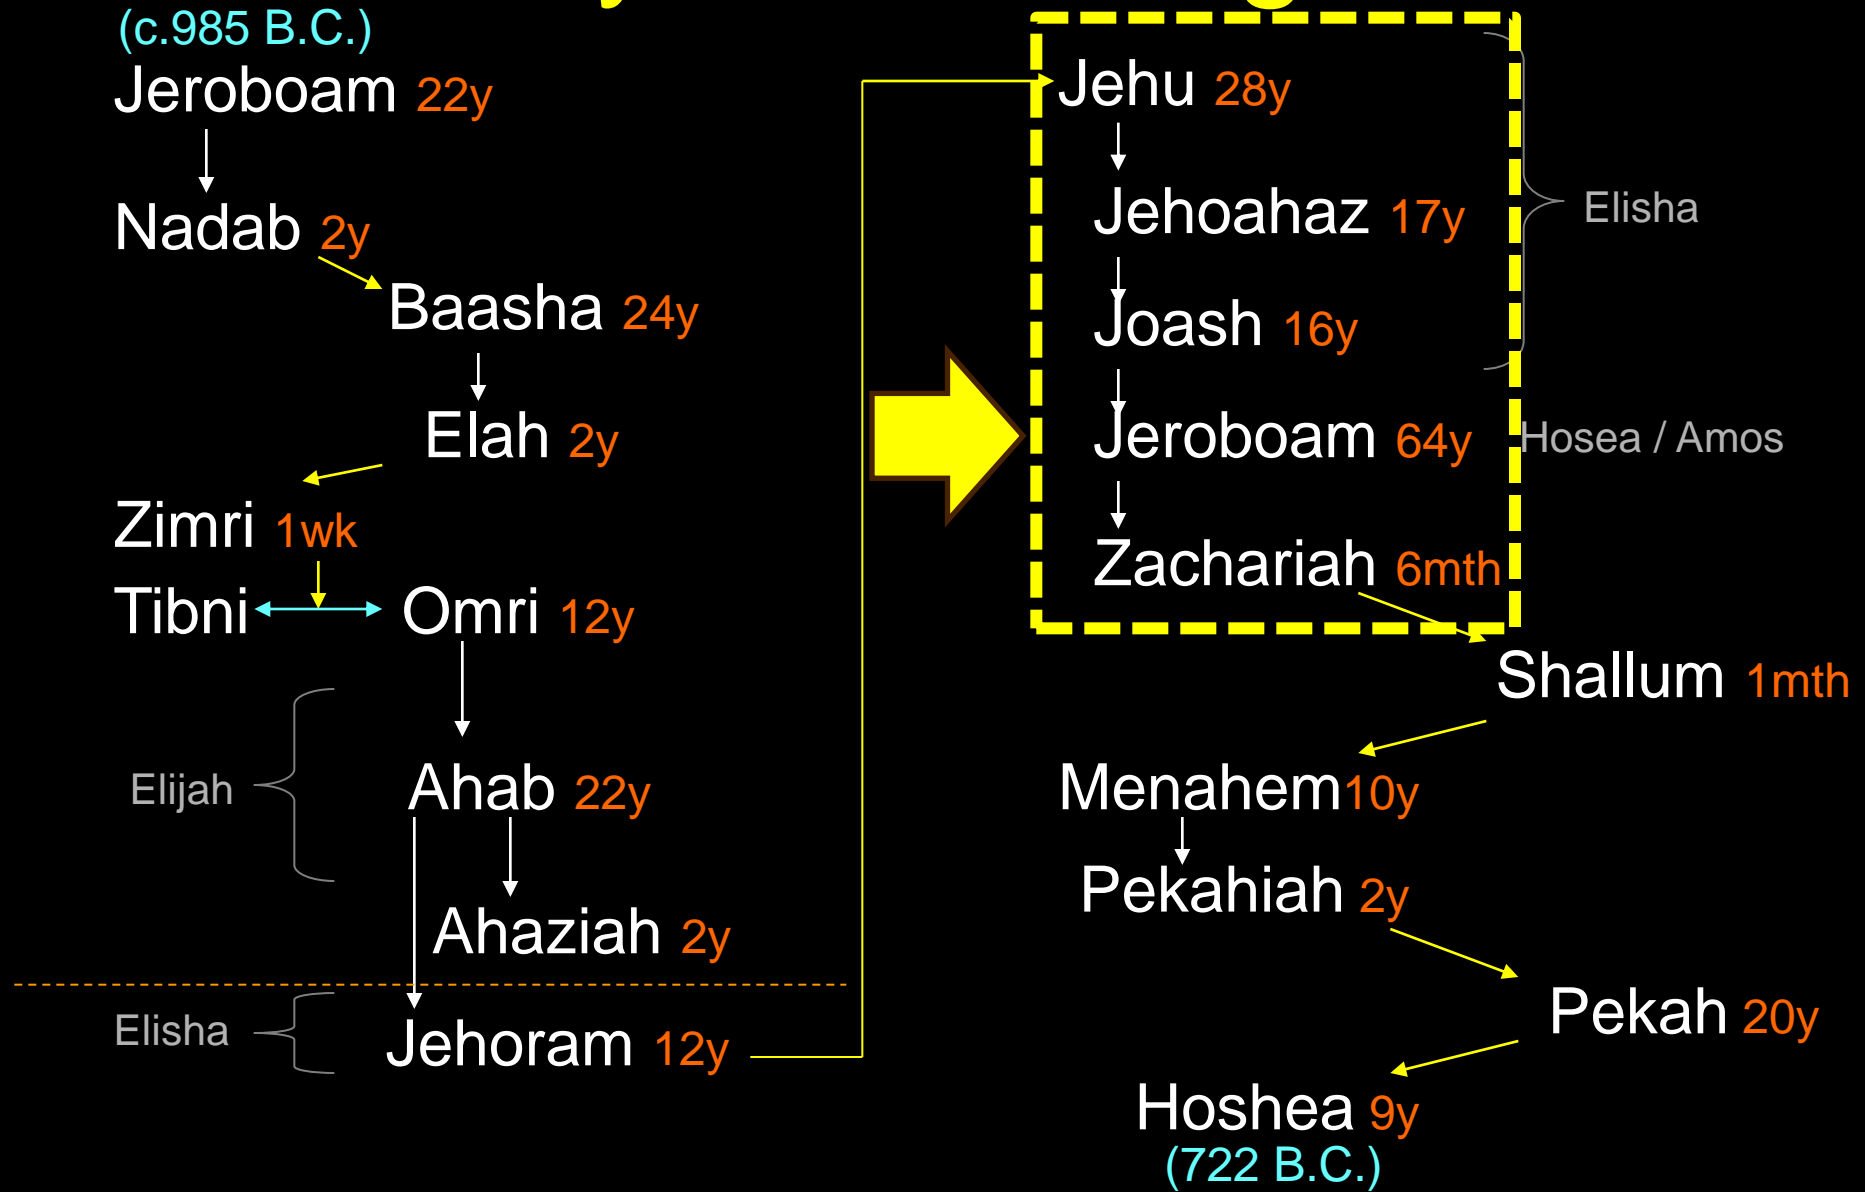 (c.985 B.C.)
Jeroboam 22y
Nadab 2y
Baasha 24y
Elah 2y
Zimri 1wk
Tibni Omri 12y
Elijah
Ahab 22y
Ahaziah 2y
Elisha
Jehoram 12y
Jehu 28y
Jehoahaz 17y
Elisha
Joash 16y
Jeroboam 64y
Hosea / Amos
Zachariah 6mth
Shallum 1mth
Menahem10y
Pekahiah 2y
Pekah 20y
Hoshea 9y
(722 B.C.)